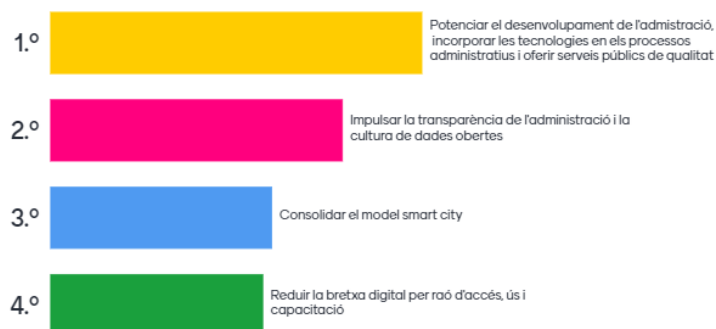 1.º
Potenciar el desenvolupament de l'admistració,
incorporar les tecnologies en els processos
administratius i oferir serveis públics de qualitat
2.º
Impulsar la transparència de l'administració i la
cultura de dades obertes
3.º
Consolidar el model smart city
4.º
Reduir la bretxa digital per raó d'accés, ús i
capacitació